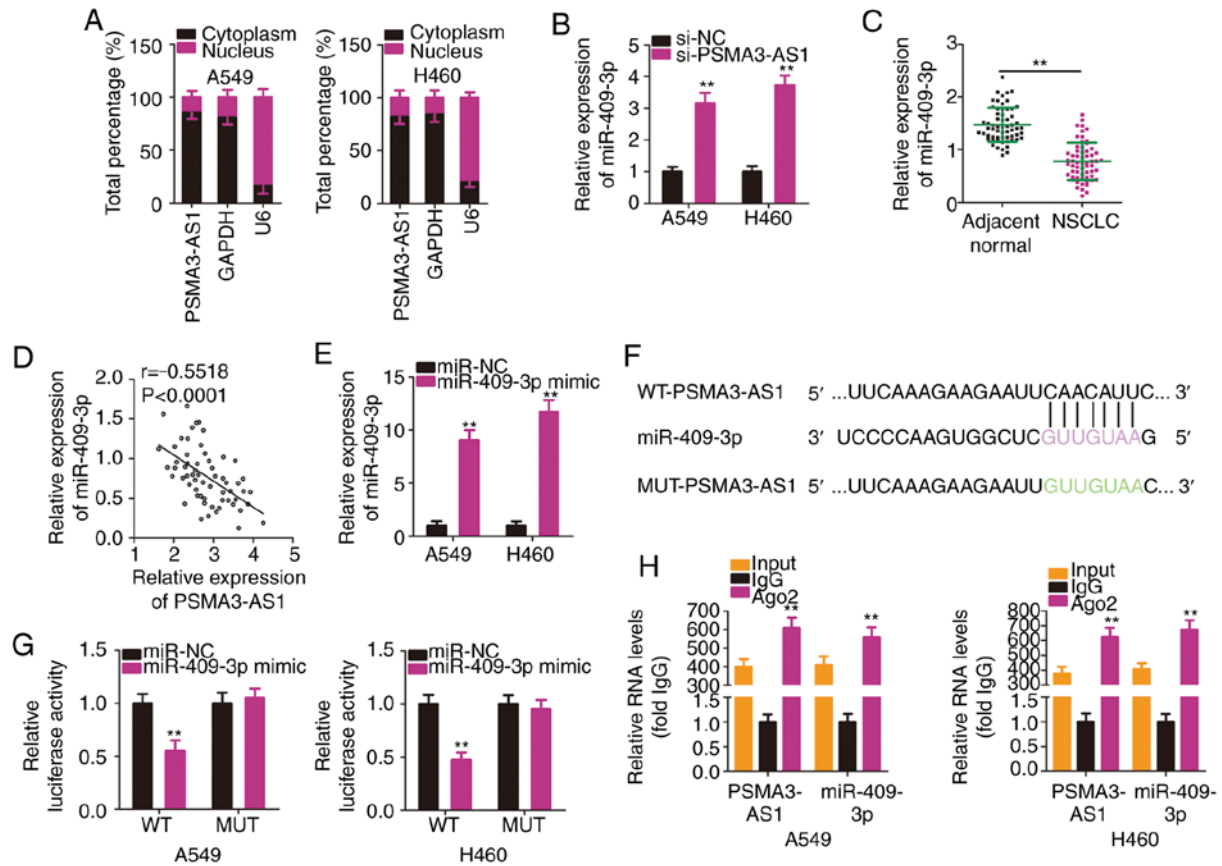 A
Cytoplasm
Nucleus
A549
Total percentage (%)
150
100
50
0
PSMA3-AS1
GAPDH
U6
Cytoplasm
Nucleus
H460
Total percentage (%)
150
100
50
0
PSMA3-AS1
GAPDH
U6
B
si-NC
si-PSMA3-AS1
Relative expression
of miR-409-3p
5
4
3
2
1
0
**
**
A549
H460
C
Relative expression
of miR-409-3p
3
2
1
0
**
Adjacent
normal
NSCLC
D
r=-0.5518
P<0.0001
Relative expression
of miR-409-3p
2.0
1.5
1.0
0.5
0.0
1 2 3 4 5
Relative expression
of PSMA3-AS1
E
miR-NC
miR-409-3p mimic
Relative expression
of miR-409-3p
15
10
5
0
**
**
A549
H460
F
WT-PSMA3-AS1 5′ ...UUCAAAGAAGAAUUCAACAUUC... 3′
miR-409-3p 3′ UCCCCAAGUGGCUCGUUGUAAG 5′
MUT-PSMA3-AS1 5′ ...UUCAAAGAAGAAUUGUUGUAAC... 3′
G
miR-NC
miR-409-3p mimic
Relative
luciferase activity
1.5
1.0
0.5
0.0
**
WT
MUT
A549
miR-NC
miR-409-3p mimic
Relative
luciferase activity
1.5
1.0
0.5
0.0
**
WT
MUT
H460
H
Input
IgG
Ago2
Relative RNA levels
(fold IgG)
700
600
500
400
300
1.5
1.0
0.5
0.0
**
**
PSMA3-
AS1
miR-409-
3p
A549
Input
IgG
Ago2
Relative RNA levels
(fold IgG)
800
700
600
500
400
300
1.5
1.0
0.5
0.0
**
**
PSMA3-
AS1
miR-409-
3p
H460